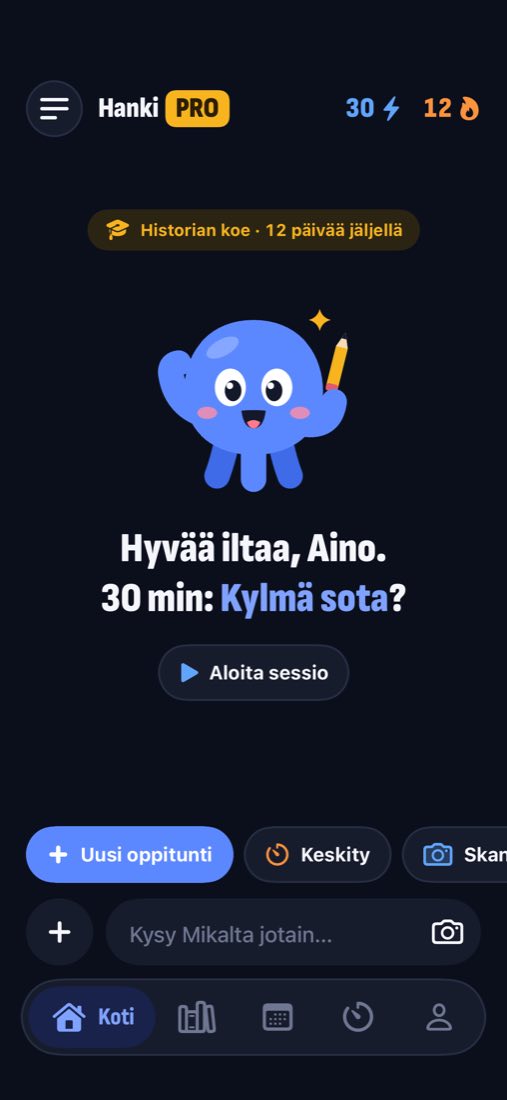 Hanki PRO
30
12
Historian koe · 12 päivää jäljellä
Hyvää iltaa, Aino.
30 min: Kylmä sota?
Aloita sessio
Uusi oppitunti
Keskity
Skan
Kysy Mikalta jotain...
Koti